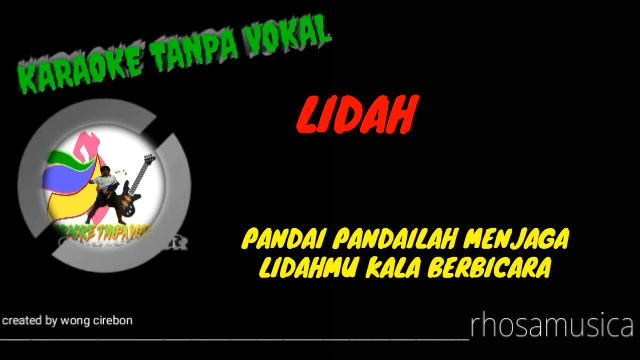 KARAOKE TANPA VOKAL
LIDAH
PANDAI PANDAILAH MENJAGA
LIDAHMU KALA BERBICARA
created by wong cirebon
rhosamusica